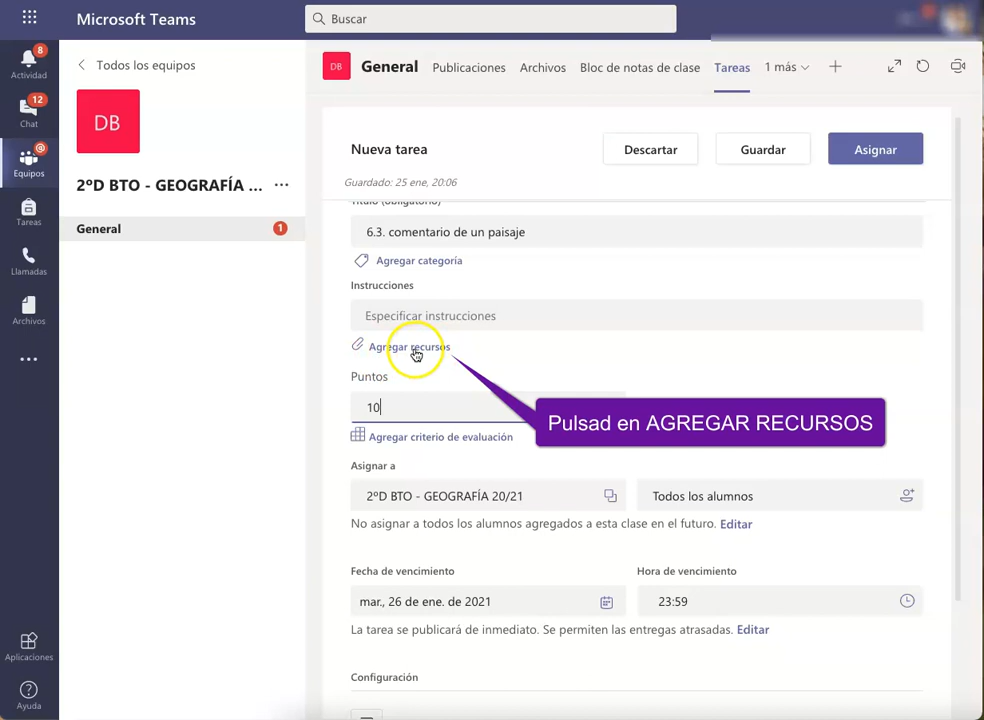 Microsoft Teams
Buscar
8
Actividad
12
Chat
@
Equipos
Tareas
Llamadas
Archivos
Aplicaciones
Ayuda
Todos los equipos
DB
2ºD BTO - GEOGRAFÍA ...
General 1
DB General Publicaciones Archivos Bloc de notas de clase Tareas 1 más
Nueva tarea Descartar Guardar Asignar
Guardado: 25 ene, 20:06
Título (obligatorio)
6.3. comentario de un paisaje
Agregar categoría
Instrucciones
Especificar instrucciones
Agregar recursos
Puntos
10
Pulsad en AGREGAR RECURSOS
Agregar criterio de evaluación
Asignar a
2ºD BTO - GEOGRAFÍA 20/21 Todos los alumnos
No asignar a todos los alumnos agregados a esta clase en el futuro. Editar
Fecha de vencimiento Hora de vencimiento
mar., 26 de ene. de 2021 23:59
La tarea se publicará de inmediato. Se permiten las entregas atrasadas. Editar
Configuración